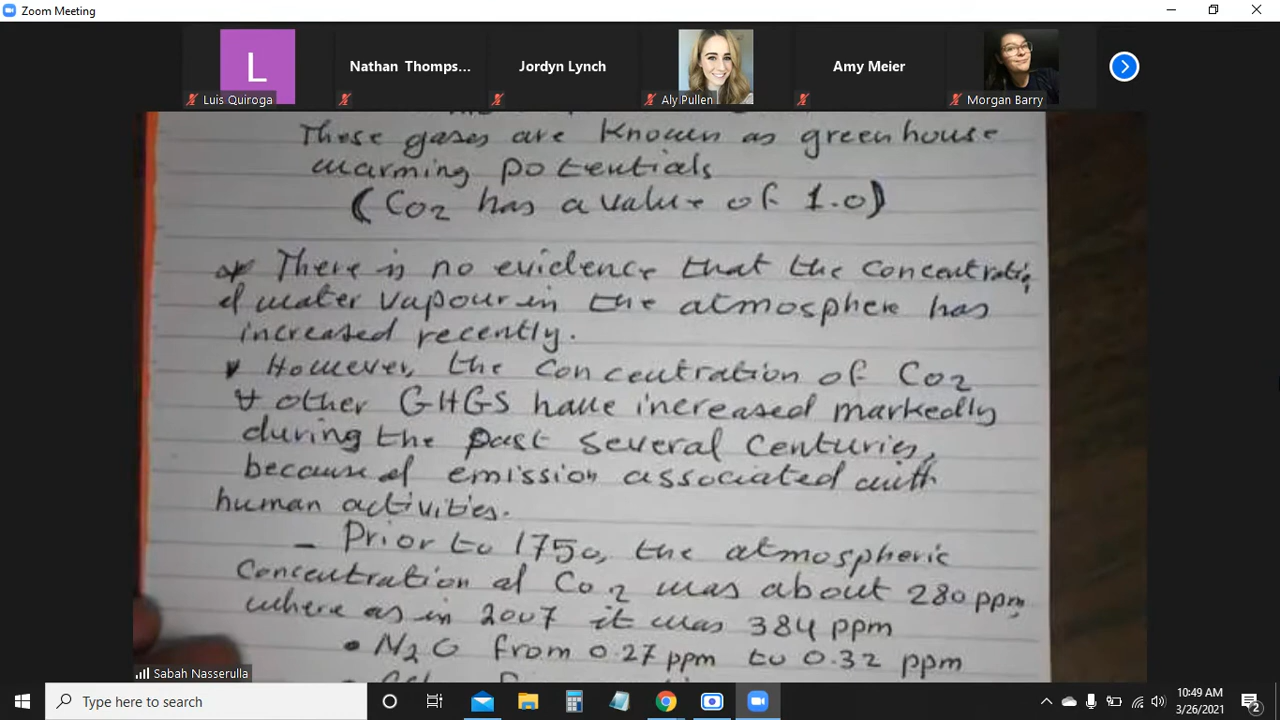 Zoom Meeting
L
Luis Quiroga
Nathan Thomps...
Jordyn Lynch
Aly Pullen
Amy Meier
Morgan Barry
These gases are known as greenhouse
warming potentials
(CO2 has a value of 1.0)
There is no evidence that the concentration
of water vapour in the atmosphere has
increased recently.
However, the concentration of CO2
& other GHGS have increased markedly
during the past several centuries,
because of emission associated with
human activities.
– Prior to 1750, the atmospheric
concentration of CO2 was about 280 ppm,
where as in 2007 it was 384 ppm
• N2O from 0.27 ppm to 0.32 ppm
Sabah Nasserulla
Type here to search
10:49 AM
3/26/2021
2